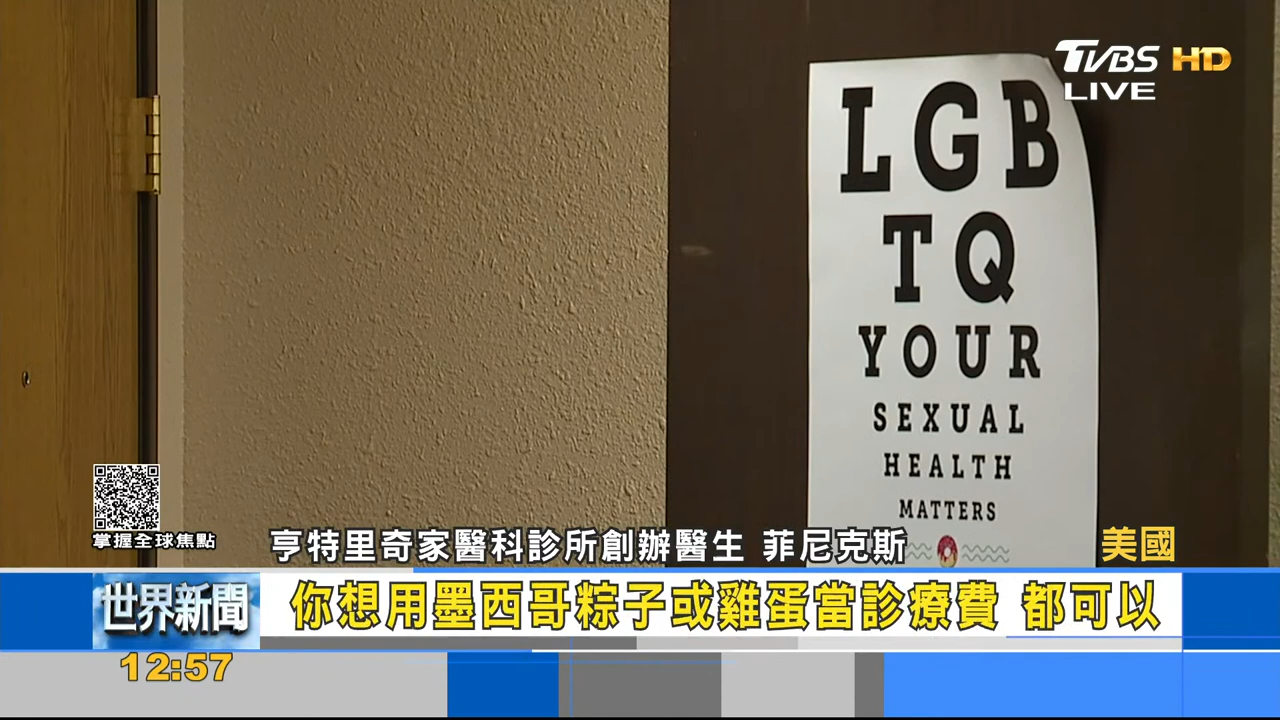 TVBS HD
LIVE
LGB
TQ
YOUR
SEXUAL
HEALTH
MATTERS
掌握全球焦點
亨特里奇家醫科診所創辦醫生 菲尼克斯
美國
世界新聞
你想用墨西哥粽子或雞蛋當診療費 都可以
12:57